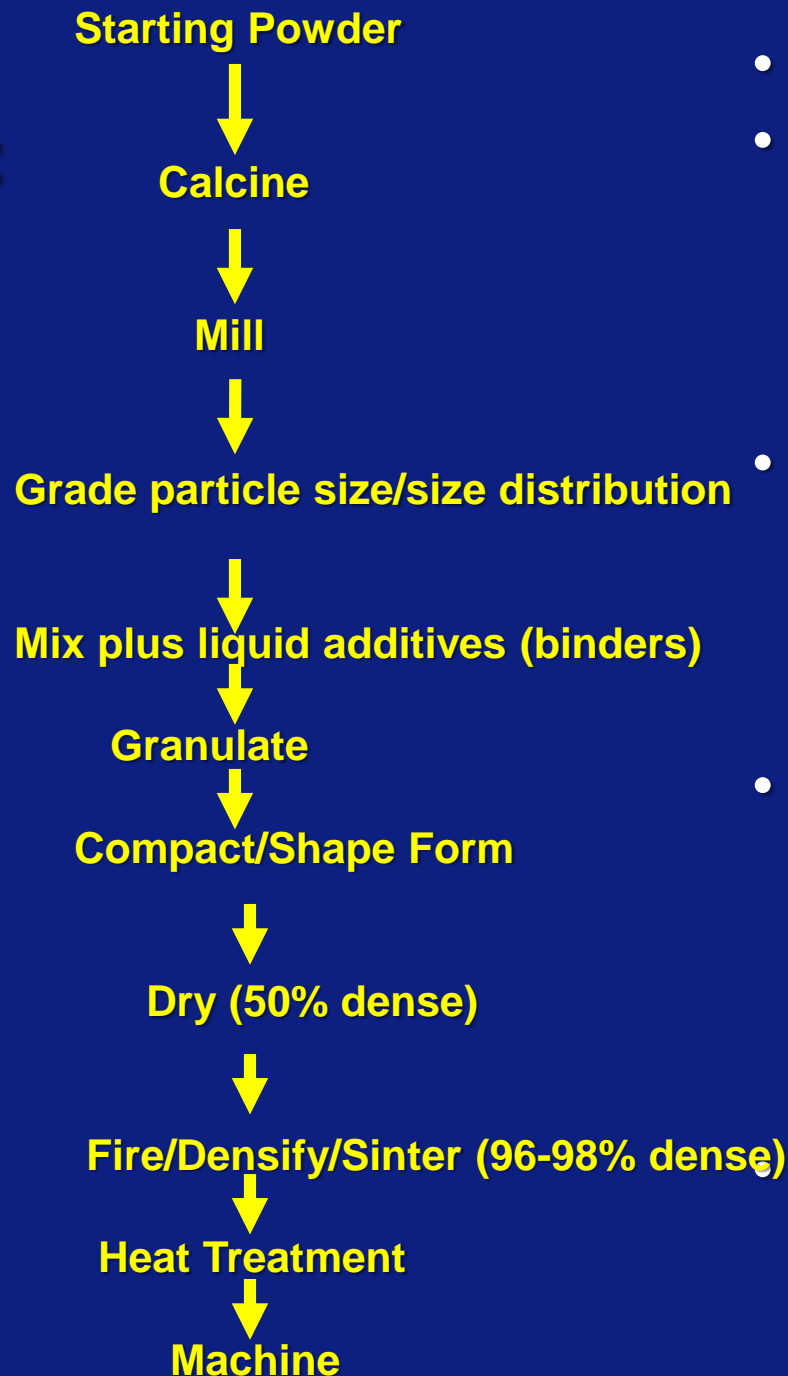 Starting Powder
Calcine
Mill
Grade particle size/size distribution
Mix plus liquid additives (binders)
Granulate
Compact/Shape Form
Dry (50% dense)
Fire/Densify/Sinter (96-98% dense)
Heat Treatment
Machine